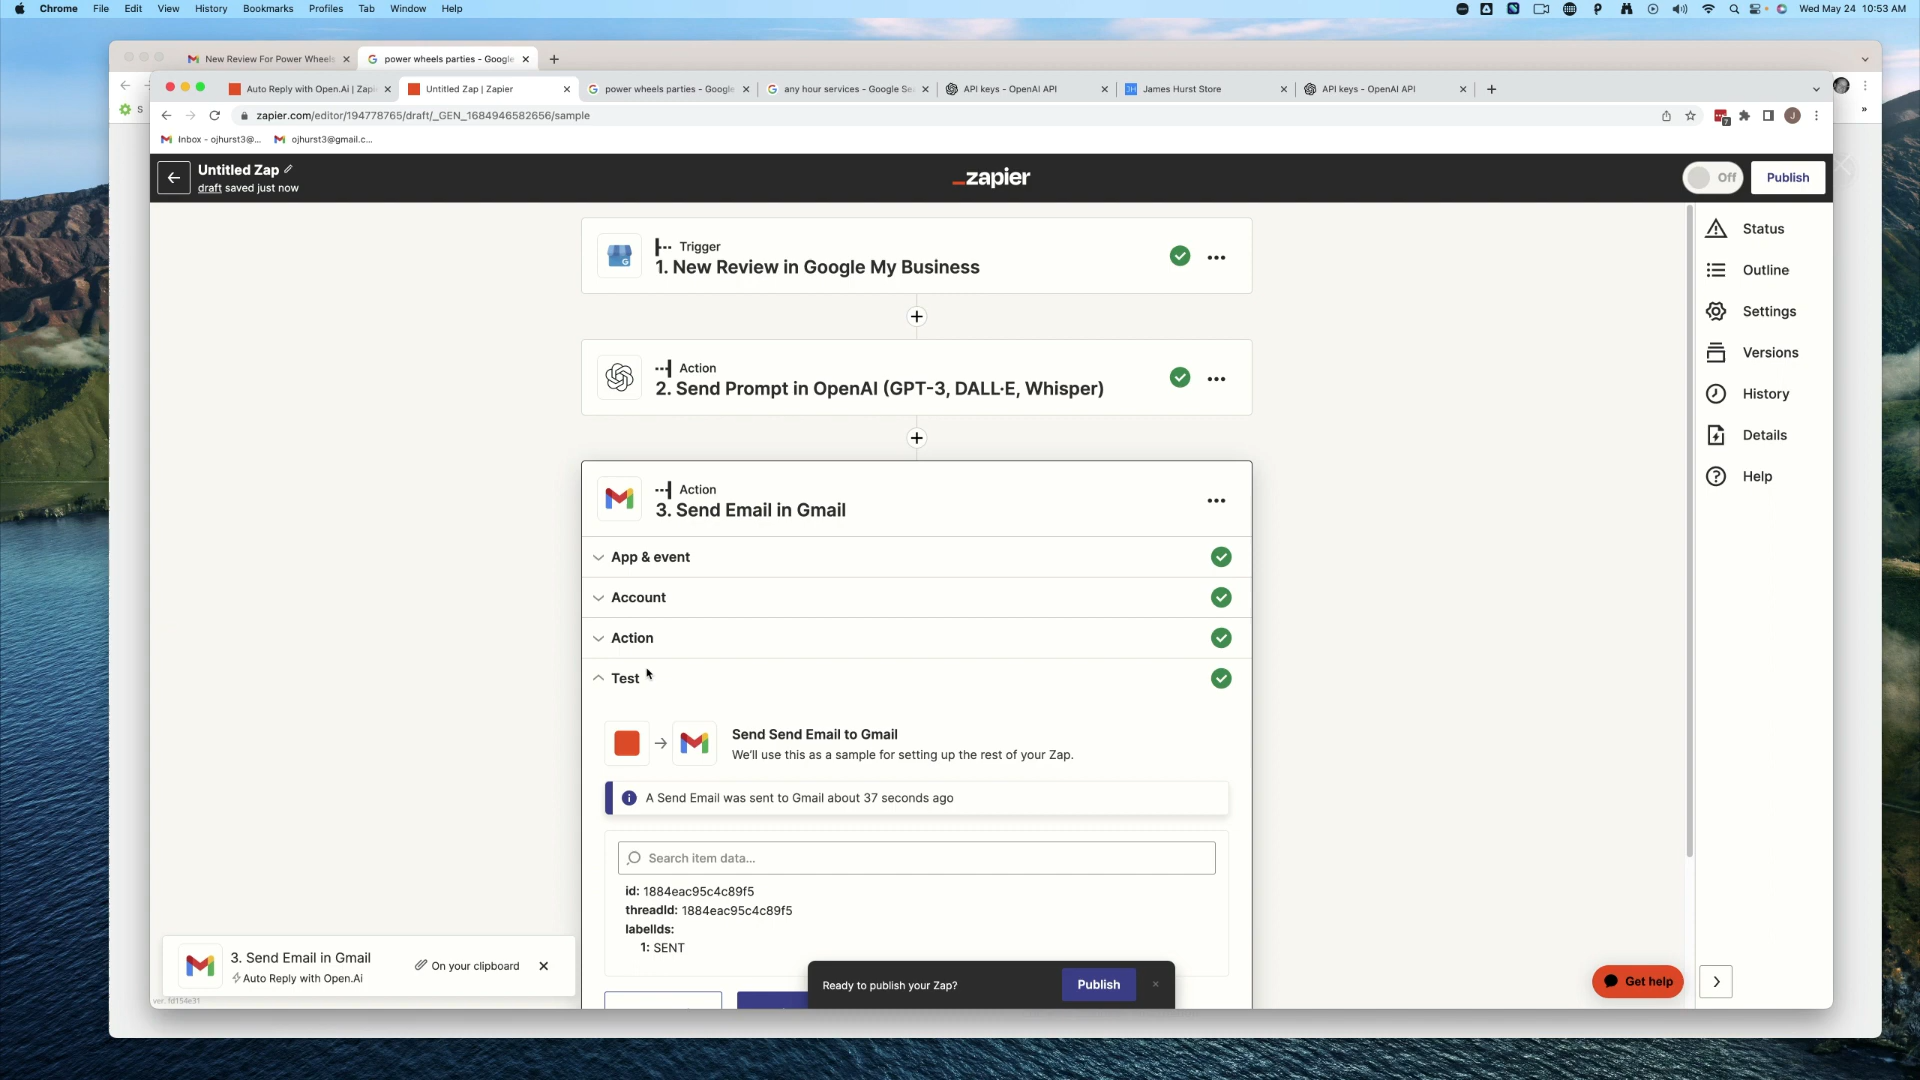 Chrome File Edit View History Bookmarks Profiles Tab Window Help
Wed May 24 10:53 AM
New Review For Power Wheels
power wheels parties - Google
S
Auto Reply with Open.Ai | Zapi
Untitled Zap | Zapier
power wheels parties - Google
any hour services - Google Se
API keys - OpenAI API
James Hurst Store
API keys - OpenAI API
zapier.com/editor/194778765/draft/_GEN_1684946582656/sample
7
J
Inbox - ojhurst3@...
ojhurst3@gmail.c...
Untitled Zap
draft saved just now
_zapier
Off
Publish
Trigger
1. New Review in Google My Business
Action
2. Send Prompt in OpenAI (GPT-3, DALL·E, Whisper)
Action
3. Send Email in Gmail
App & event
Account
Action
Test
Send Send Email to Gmail
We'll use this as a sample for setting up the rest of your Zap.
A Send Email was sent to Gmail about 37 seconds ago
Search item data...
id: 1884eac95c4c89f5
threadId: 1884eac95c4c89f5
labelIds:
1: SENT
Status
Outline
Settings
Versions
History
Details
Help
3. Send Email in Gmail
Auto Reply with Open.Ai
On your clipboard
ver. fd154e31
Ready to publish your Zap?
Publish
Get help